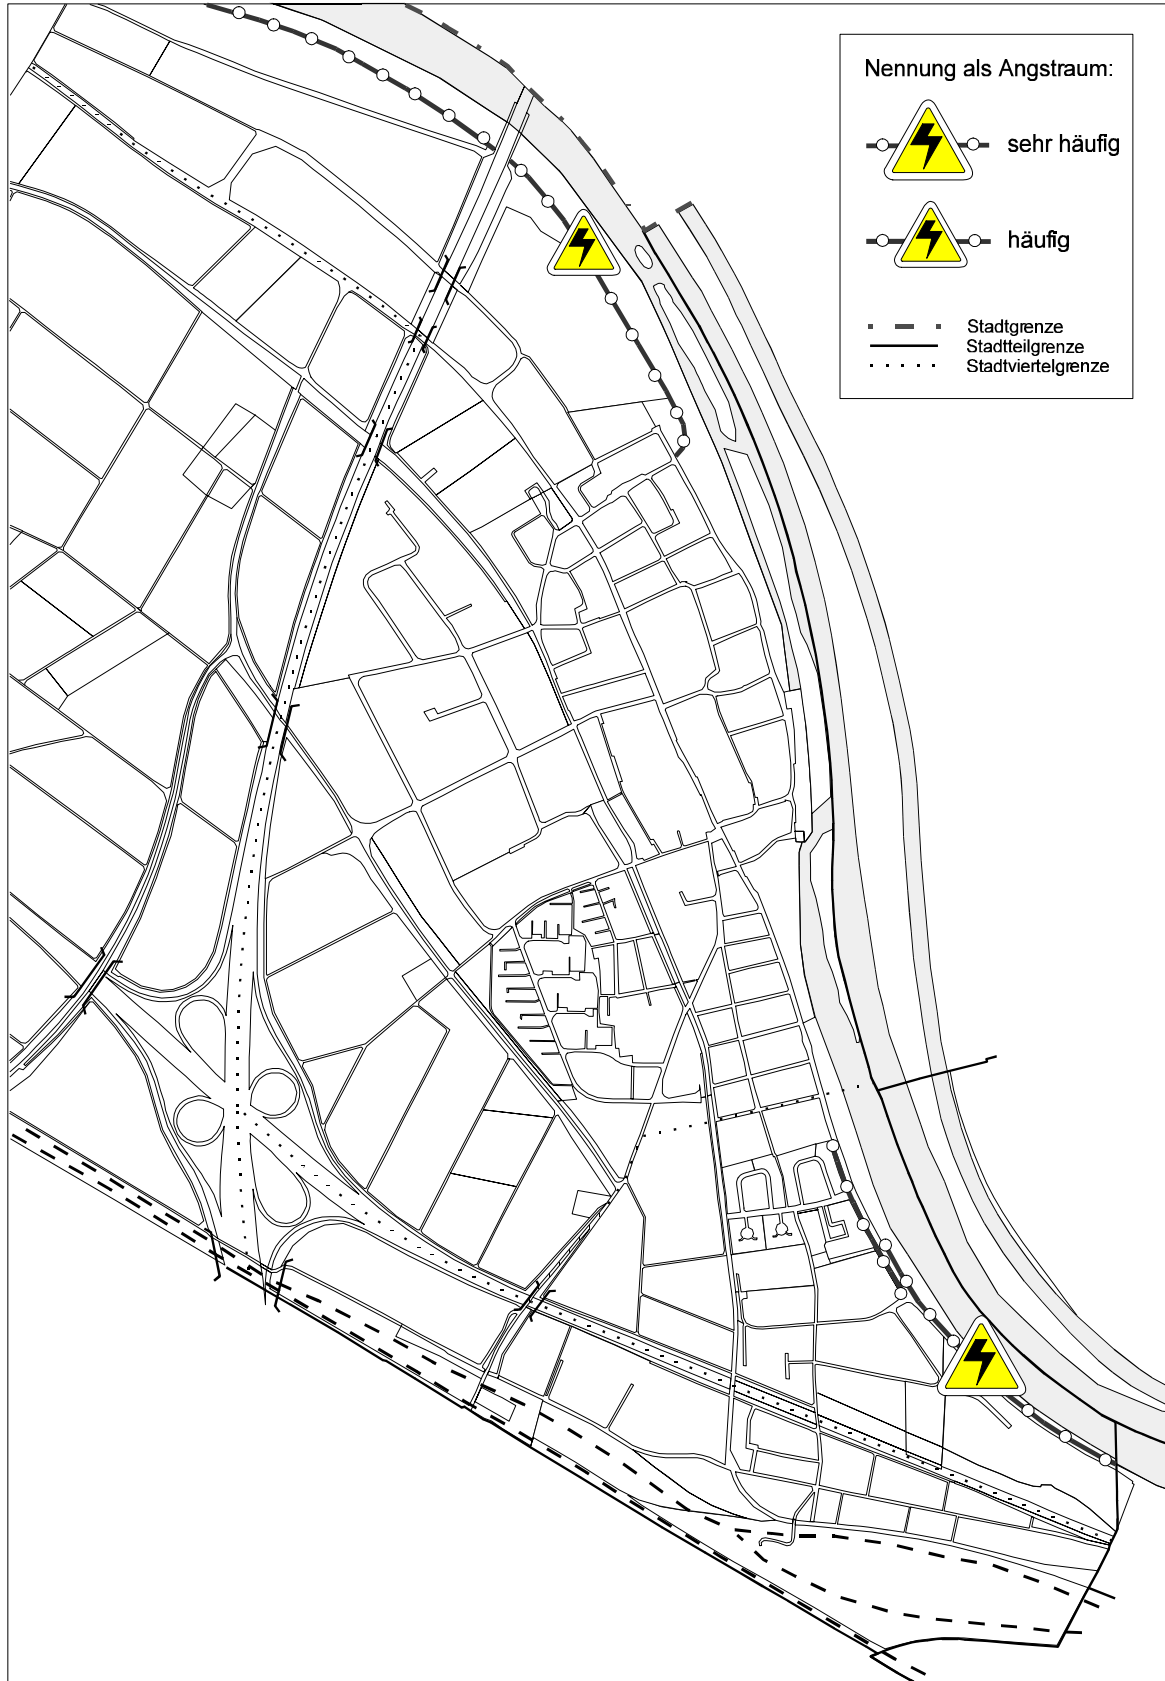 Nennung als Angstraum:
sehr häufig
häufig
Stadtgrenze
Stadtteilgrenze
Stadtviertelgrenze